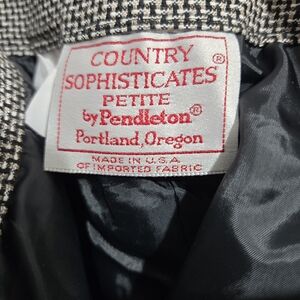 COUNTRY
SOPHISTICATES®
PETITE
by Pendleton®
Portland, Oregon
MADE IN U.S.A.
OF IMPORTED FABRIC